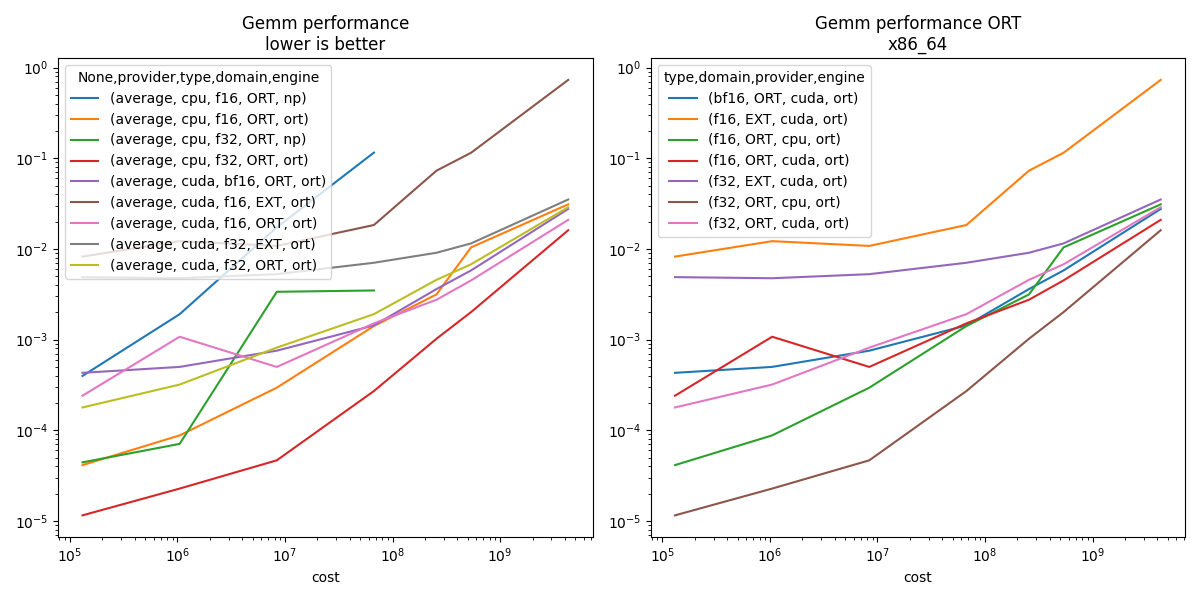 Gemm performance
lower is better
None,provider,type,domain,engine
(average, cpu, f16, ORT, np)
(average, cpu, f16, ORT, ort)
(average, cpu, f32, ORT, np)
(average, cpu, f32, ORT, ort)
(average, cuda, bf16, ORT, ort)
(average, cuda, f16, EXT, ort)
(average, cuda, f16, ORT, ort)
(average, cuda, f32, EXT, ort)
(average, cuda, f32, ORT, ort)
10⁰
10⁻¹
10⁻²
10⁻³
10⁻⁴
10⁻⁵
10⁵ 10⁶ 10⁷ 10⁸ 10⁹
cost
Gemm performance ORT
x86_64
type,domain,provider,engine
(bf16, ORT, cuda, ort)
(f16, EXT, cuda, ort)
(f16, ORT, cpu, ort)
(f16, ORT, cuda, ort)
(f32, EXT, cuda, ort)
(f32, ORT, cpu, ort)
(f32, ORT, cuda, ort)
10⁰
10⁻¹
10⁻²
10⁻³
10⁻⁴
10⁻⁵
10⁵ 10⁶ 10⁷ 10⁸ 10⁹
cost